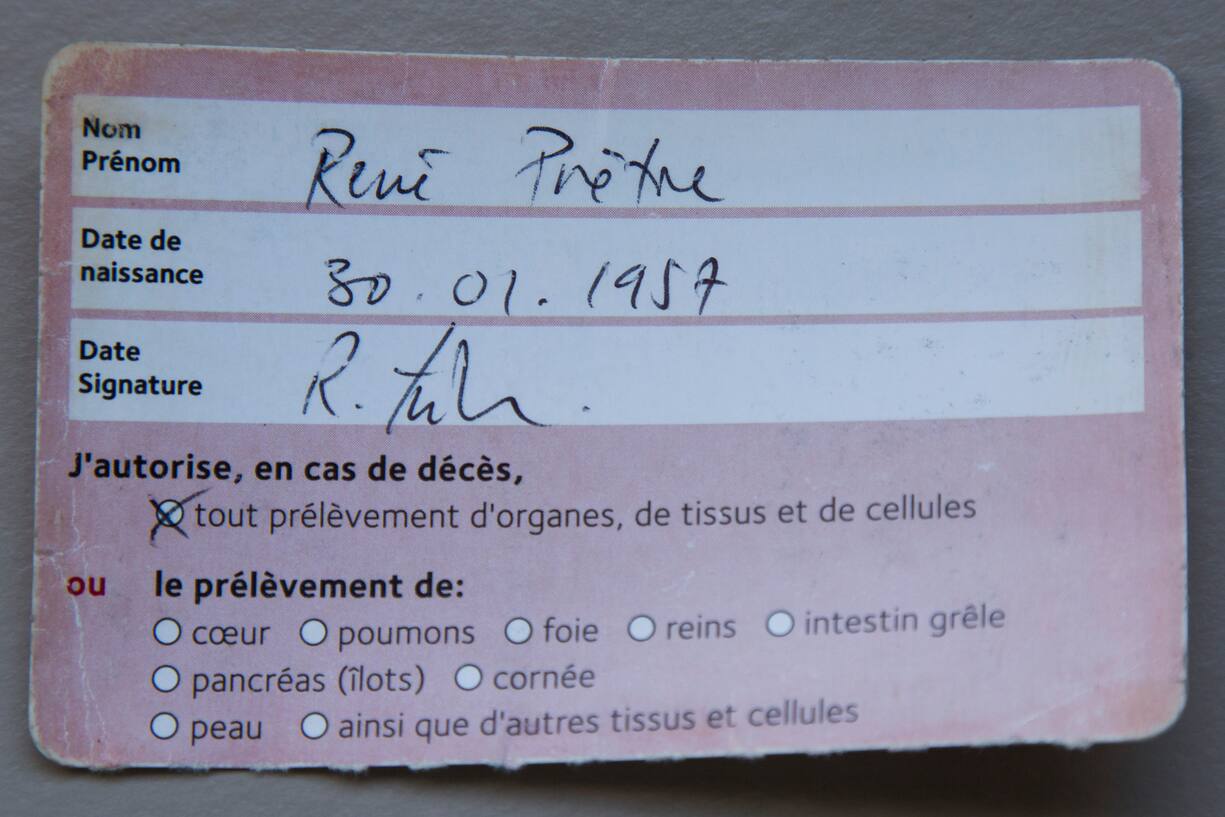 Nom
Prénom René Prêtre
Date de
naissance 30.01.1957
Date
Signature R.
J'autorise, en cas de décès,
tout prélèvement d'organes, de tissus et de cellules
ou le prélèvement de:
cœur poumons foie reins intestin grêle
pancréas (îlots) cornée
peau ainsi que d'autres tissus et cellules